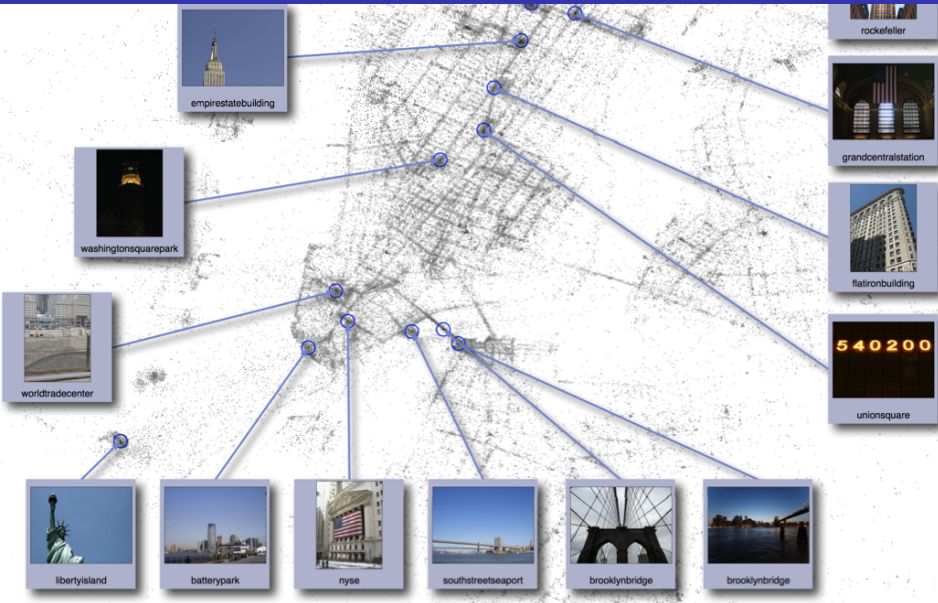 rockefeller
empirestatebuilding
grandcentralstation
washingtonsquarepark
flatironbuilding
worldtradecenter
540200
unionsquare
libertyisland
batterypark
nyse
southstreetseaport
brooklynbridge
brooklynbridge